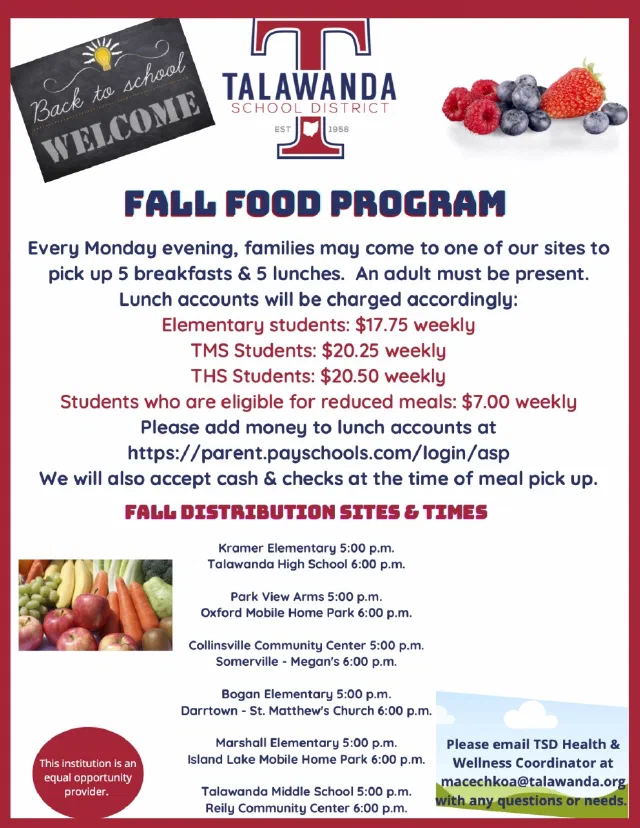 Back to school
WELCOME
T
TALAWANDA
SCHOOL DISTRICT
EST 1956
FALL FOOD PROGRAM
Every Monday evening, families may come to one of our sites to
pick up 5 breakfasts & 5 lunches. An adult must be present.
Lunch accounts will be charged accordingly:
Elementary students: $17.75 weekly
TMS Students: $20.25 weekly
THS Students: $20.50 weekly
Students who are eligible for reduced meals: $7.00 weekly
Please add money to lunch accounts at
https://parent.payschools.com/login/asp
We will also accept cash & checks at the time of meal pick up.
FALL DISTRIBUTION SITES & TIMES
Kramer Elementary 5:00 p.m.
Talawanda High School 6:00 p.m.
Park View Arms 5:00 p.m.
Oxford Mobile Home Park 6:00 p.m.
Collinsville Community Center 5:00 p.m.
Somerville - Megan's 6:00 p.m.
Bogan Elementary 5:00 p.m.
Darrtown - St. Matthew's Church 6:00 p.m.
Marshall Elementary 5:00 p.m.
Island Lake Mobile Home Park 6:00 p.m.
Talawanda Middle School 5:00 p.m.
Reily Community Center 6:00 p.m.
This institution is an
equal opportunity
provider.
Please email TSD Health &
Wellness Coordinator at
macechkoa@talawanda.org
with any questions or needs.